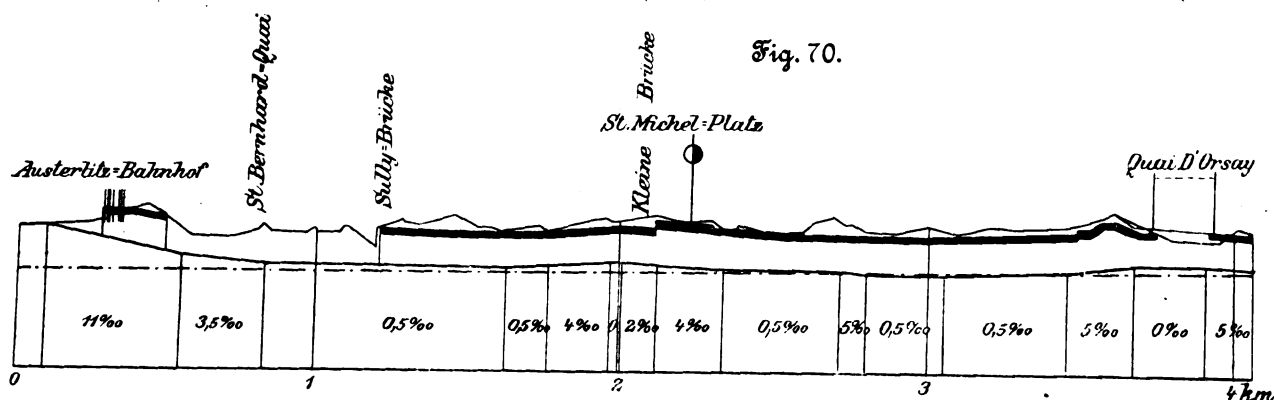 Fig. 70.
Austerlitz=Bahnhof
St. Bernhard=Quai
Sully=Brücke
Kleine Brücke
St. Michel=Platz
Quai D'Orsay
11‰ 3,5‰ 0,5‰ 0,5‰ 4‰ 0 2‰ 4‰ 0,5‰ 5‰ 0,5‰ 0,5‰ 5‰ 0‰ 5‰
0 1 2 3 4 km